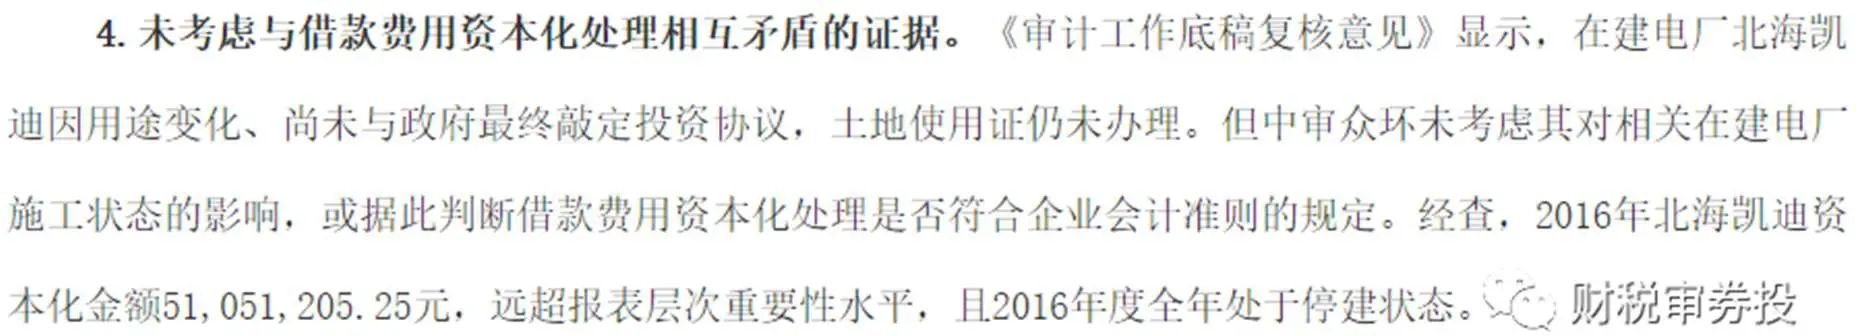 4.未考虑与借款费用资本化处理相互矛盾的证据。《审计工作底稿复核意见》显示，在建电厂北海凯
迪因用途变化、尚未与政府最终敲定投资协议，土地使用证仍未办理。但中审众环未考虑其对相关在建电厂
施工状态的影响，或据此判断借款费用资本化处理是否符合企业会计准则的规定。经查，2016年北海凯迪资
本化金额51,051,205.25元，远超报表层次重要性水平，且2016年度全年处于停建状态。
财税审券投